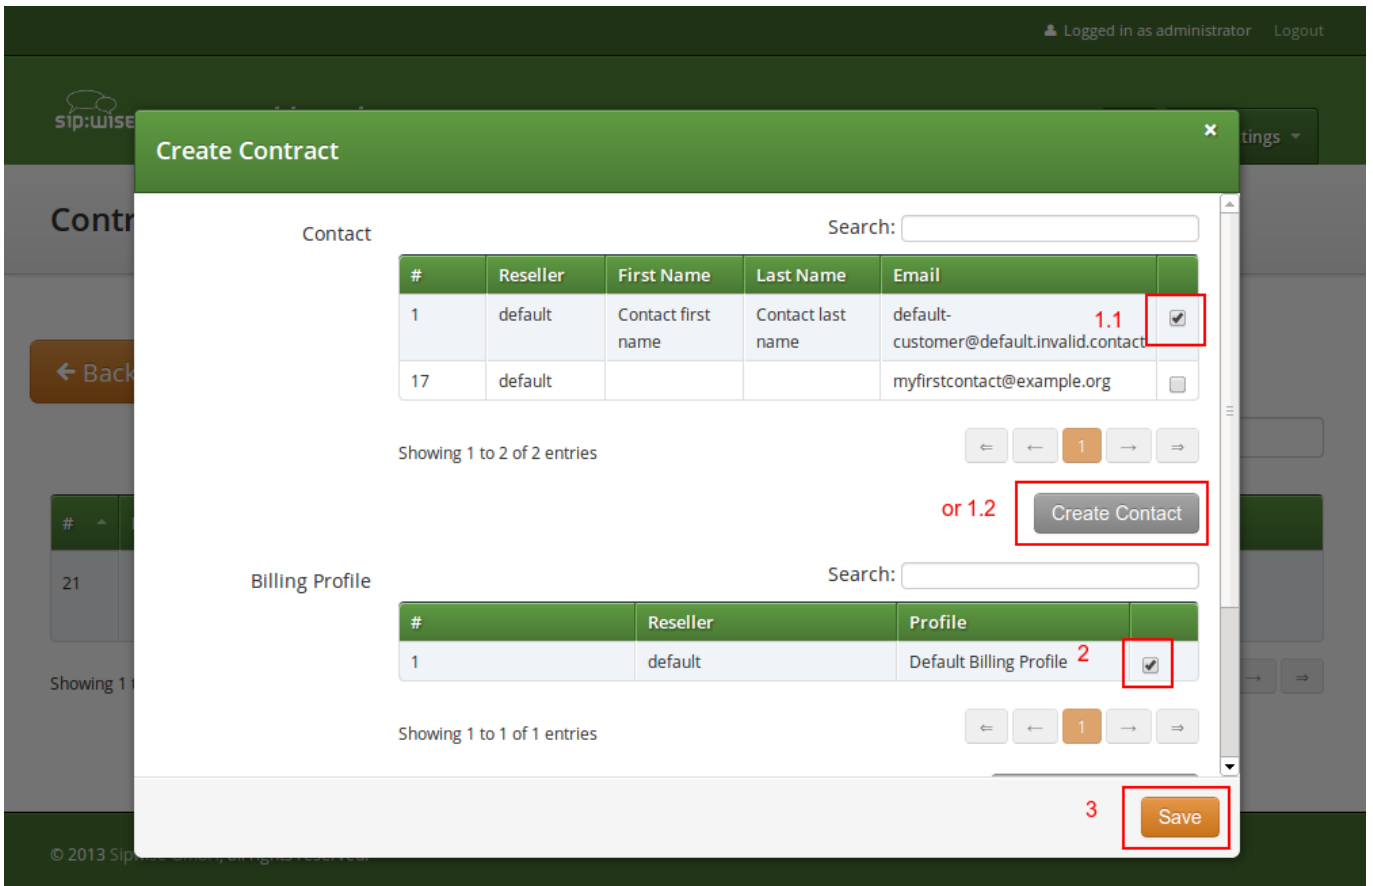 Logged in as administrator Logout
sip:wise
tings
Create Contract ×
Contr
Contact Search:
# Reseller First Name Last Name Email
1 default Contact first name Contact last name default-customer@default.invalid.contact 1.1
17 default myfirstcontact@example.org
Back
Showing 1 to 2 of 2 entries ⇐ ← 1 → ⇒
or 1.2 Create Contact
#
21
Billing Profile Search:
# Reseller Profile
1 default Default Billing Profile 2
Showing 1 t → ⇒
Showing 1 to 1 of 1 entries ⇐ ← 1 → ⇒
3 Save
© 2013 Sip